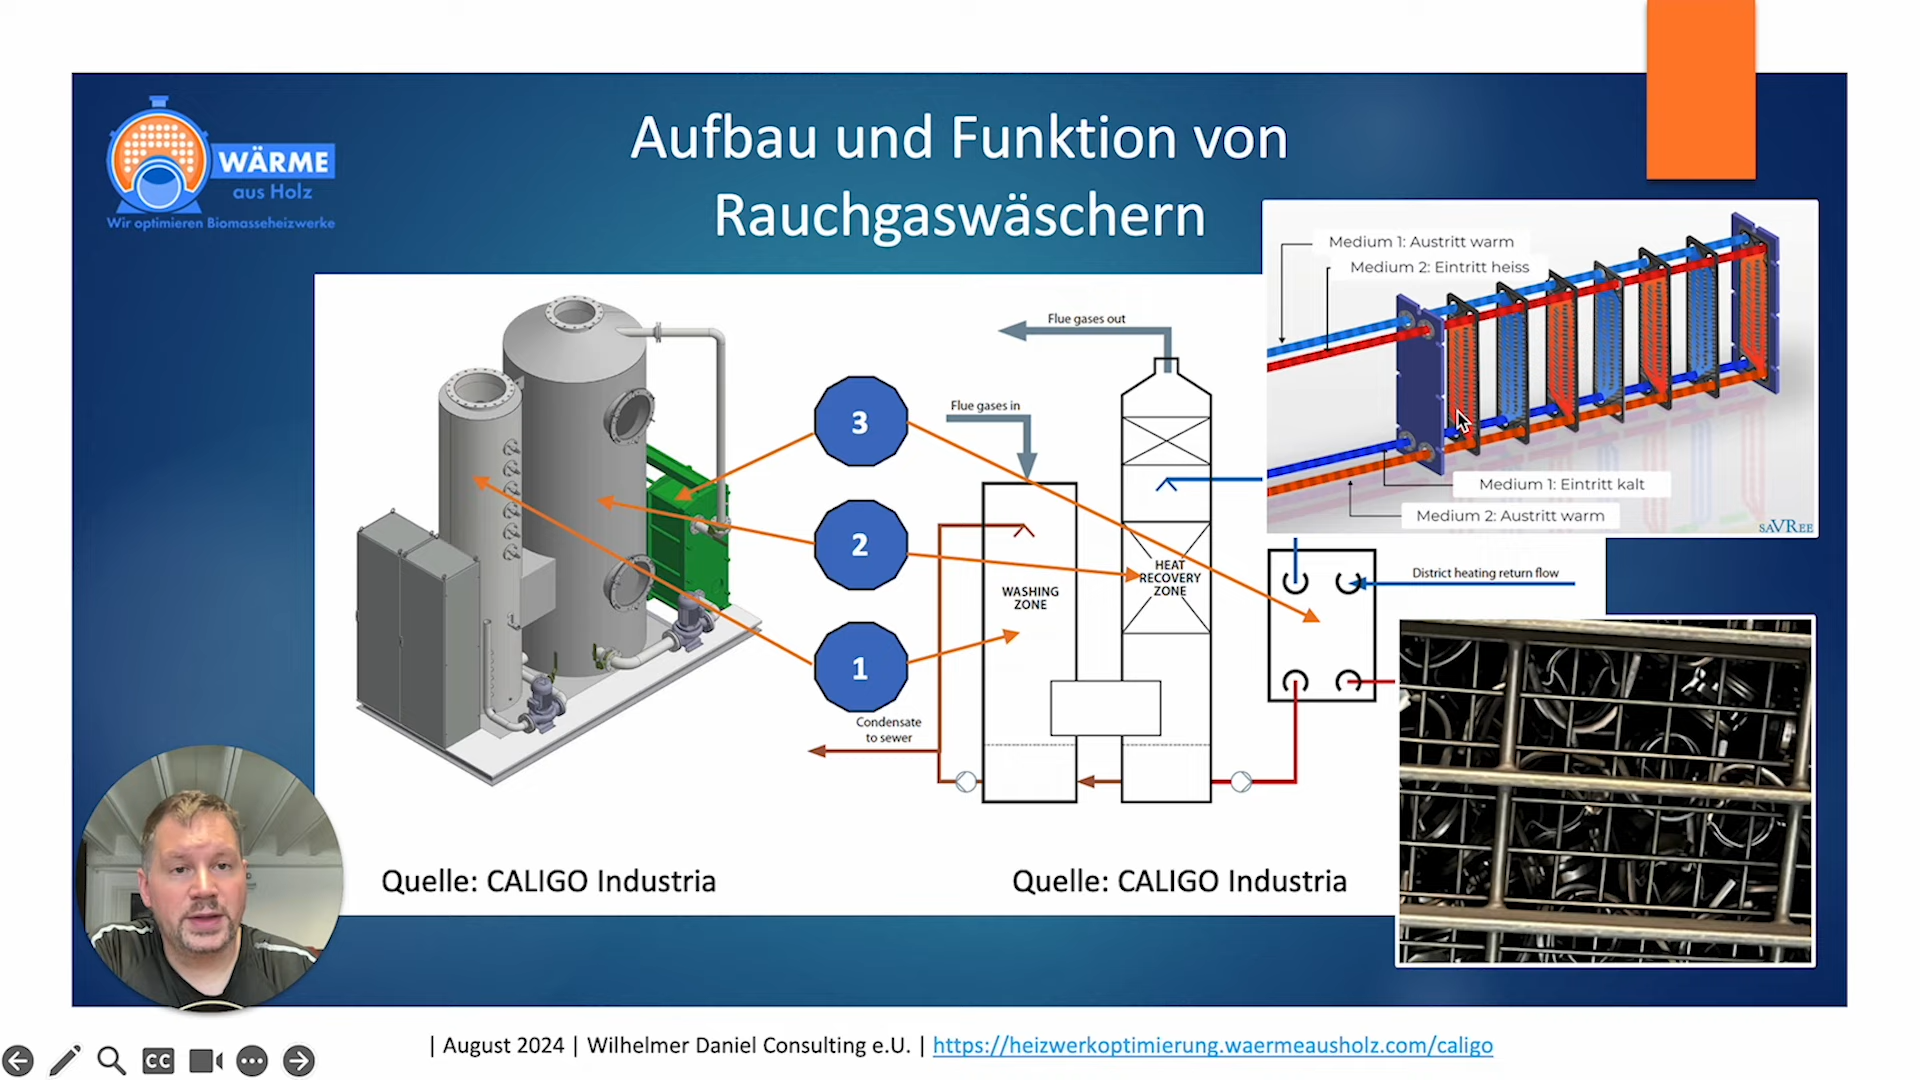 WÄRME
aus Holz
Wir optimieren Biomasseheizwerke
Aufbau und Funktion von
Rauchgaswäschern
Medium 1: Austritt warm
Medium 2: Eintritt heiss
Medium 1: Eintritt kalt
Medium 2: Austritt warm
saVRee
Flue gases out
Flue gases in
3
2
1
WASHING
ZONE
HEAT
RECOVERY
ZONE
District heating return flow
Condensate
to sewer
Quelle: CALIGO Industria
Quelle: CALIGO Industria
| August 2024 | Wilhelmer Daniel Consulting e.U. | https://heizwerkoptimierung.waermeausholz.com/caligo
CC